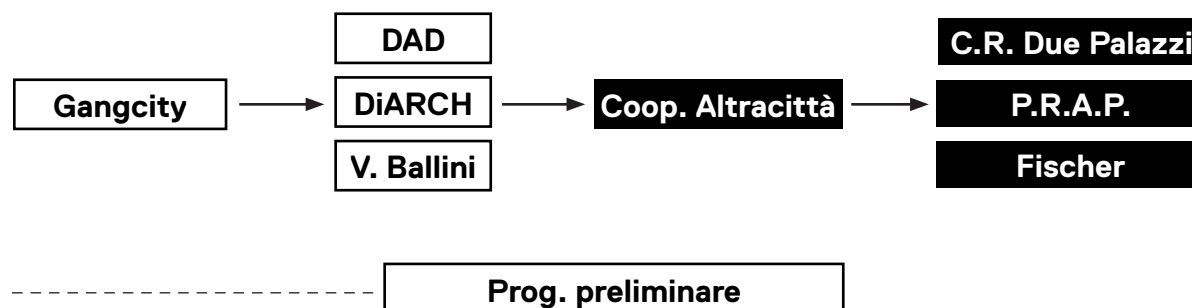 DAD
C.R. Due Palazzi
Gangcity
DiARCH
Coop. Altracittà
P.R.A.P.
V. Ballini
Fischer
Prog. preliminare